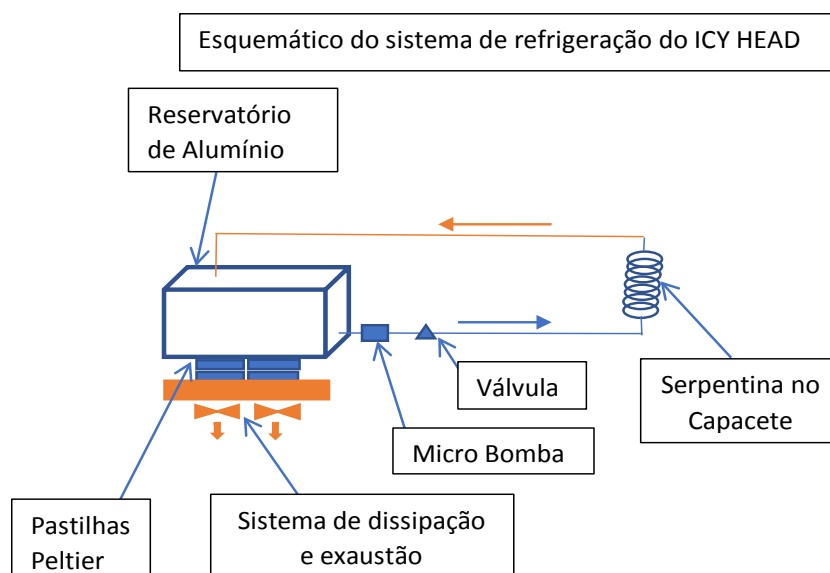 Esquemático do sistema de refrigeração do ICY HEAD
Reservatório
de Alumínio
Válvula
Serpentina no
Capacete
Micro Bomba
Pastilhas
Peltier
Sistema de dissipação
e exaustão